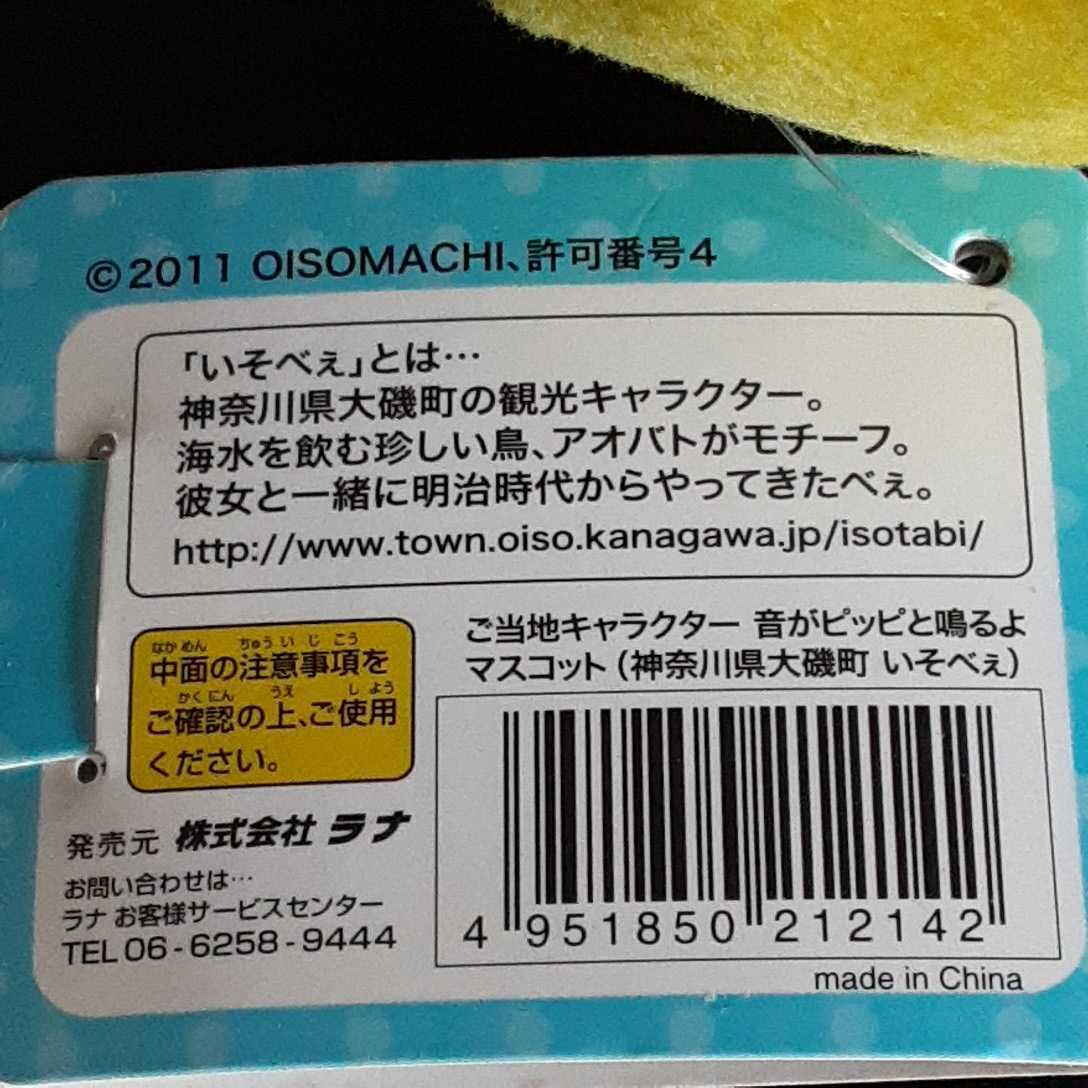 ©2011 OISOMACHI、許可番号4
「いそべぇ」とは…
神奈川県大磯町の観光キャラクター。
海水を飲む珍しい鳥、アオバトがモチーフ。
彼女と一緒に明治時代からやってきたべぇ。
http://www.town.oiso.kanagawa.jp/isotabi/
なかめん ちゅういじこう
中面の注意事項を
かくにん うえ しよう
ご確認の上、ご使用
ください。
ご当地キャラクター 音がピッピと鳴るよ
マスコット(神奈川県大磯町 いそべぇ)
発売元 株式会社 ラナ
お問い合わせは…
ラナ お客様サービスセンター
TEL 06-6258-9444
4 951850 212142
made in China